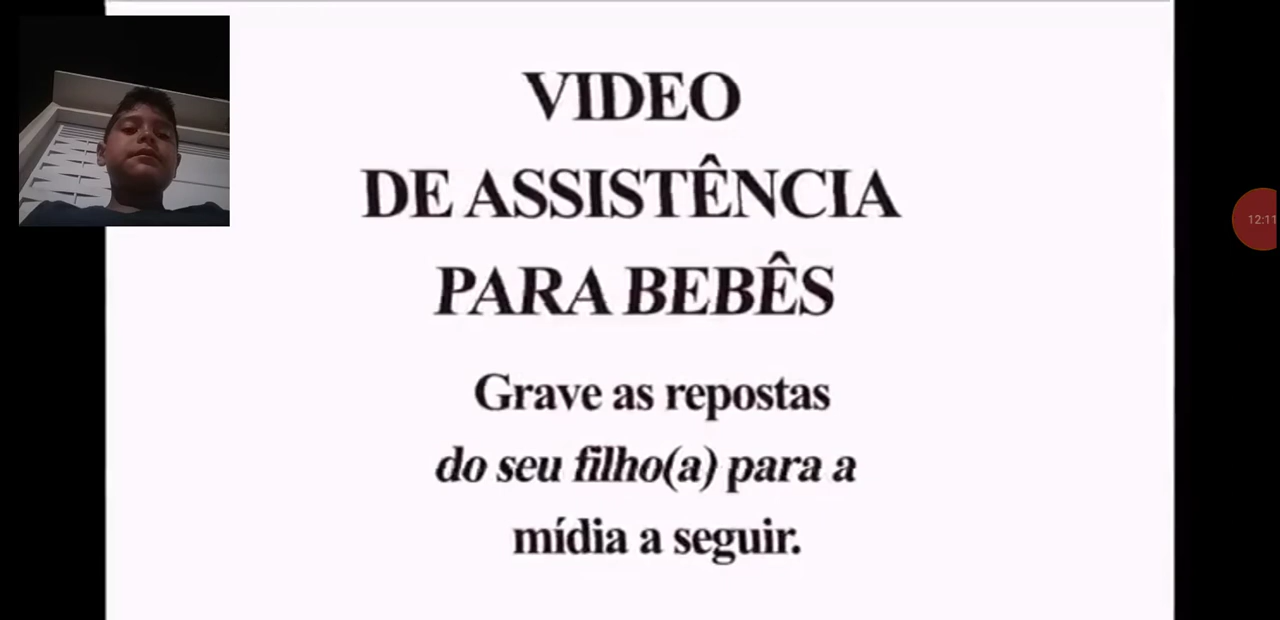 VIDEO
DE ASSISTÊNCIA
PARA BEBÊS
Grave as repostas
do seu filho(a) para a
mídia a seguir.
12:11